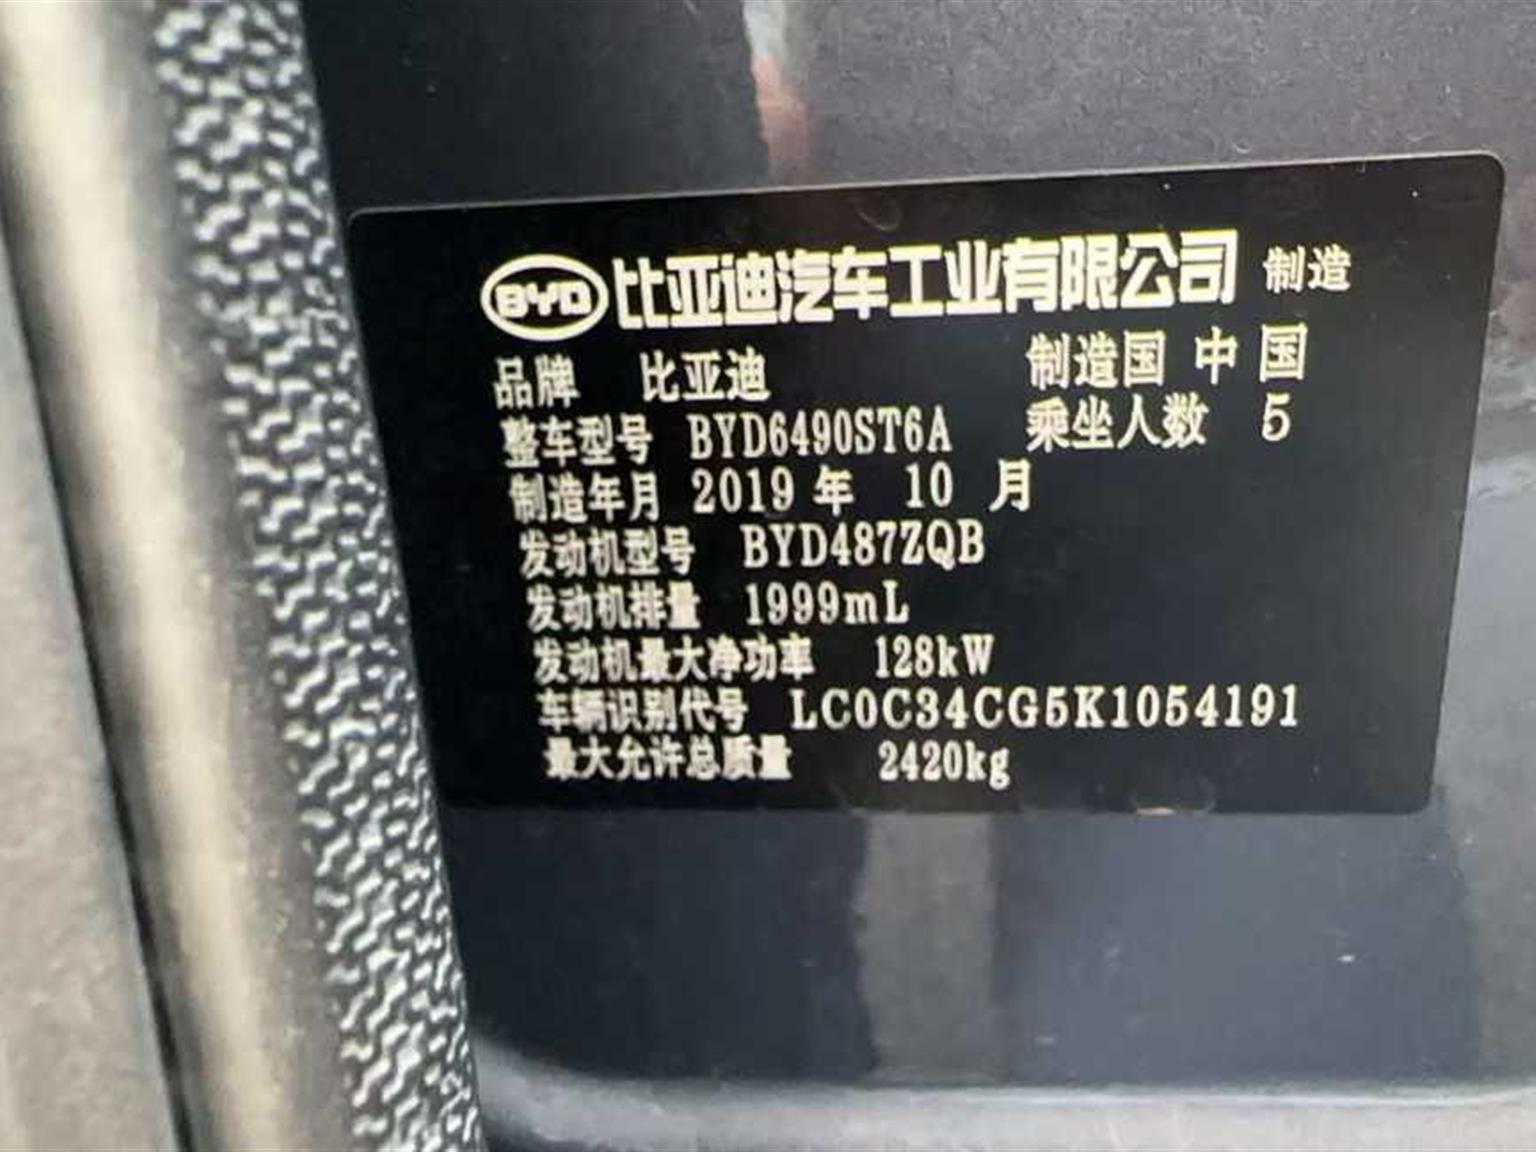 BYD 比亚迪汽车工业有限公司 制造
品牌 比亚迪 制造国 中国
整车型号 BYD6490ST6A 乘坐人数 5
制造年月 2019 年 10 月
发动机型号 BYD487ZQB
发动机排量 1999mL
发动机最大净功率 128kW
车辆识别代号 LC0C34CG5K1054191
最大允许总质量 2420kg